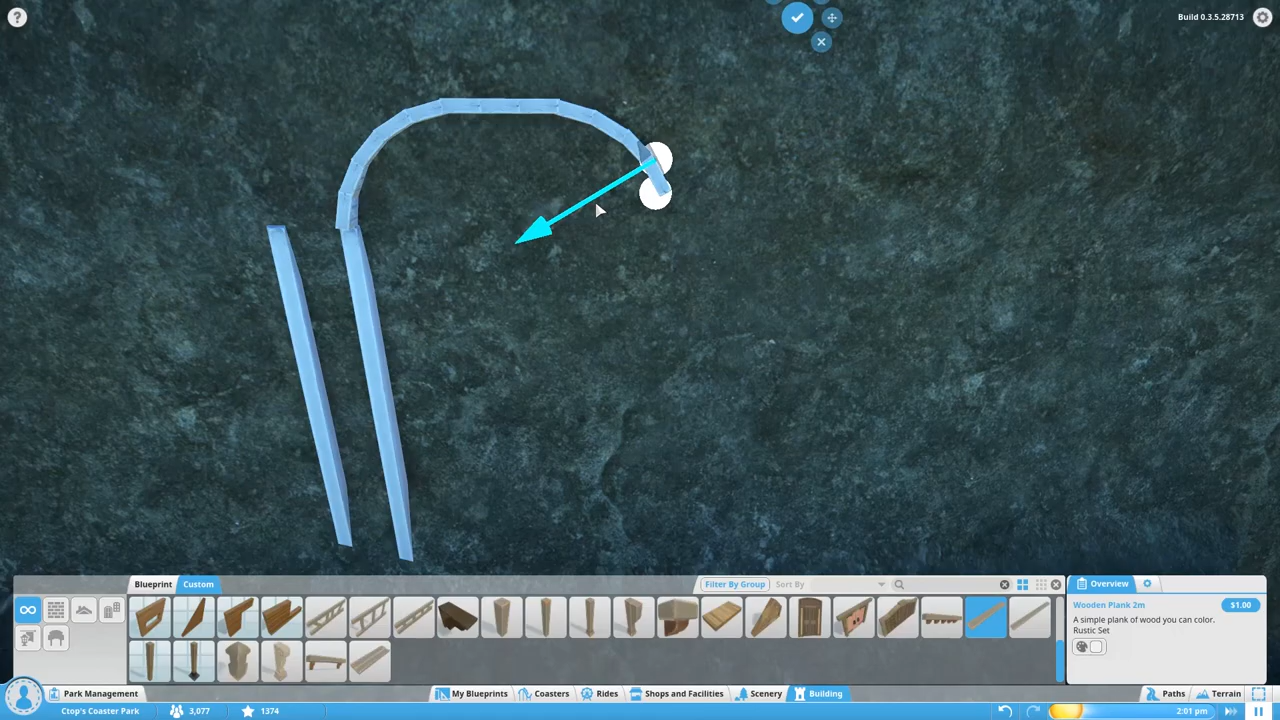 ?
Build 0.3.5.28713
Blueprint
Custom
Filter By Group
Sort By
Overview
Wooden Plank 2m
$1.00
A simple plank of wood you can color.
Rustic Set
Park Management
My Blueprints
Coasters
Rides
Shops and Facilities
Scenery
Building
Paths
Terrain
Ctop's Coaster Park
3,077
1374
2:01 pm